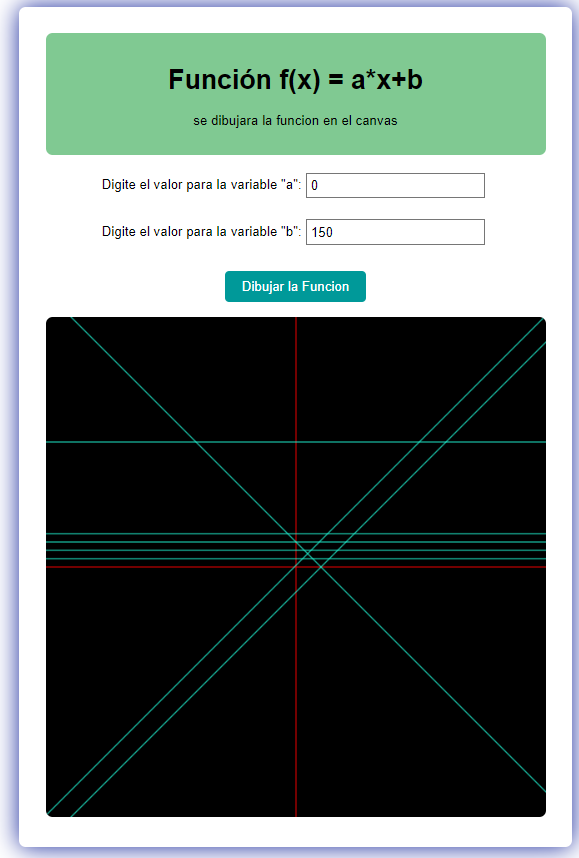 Función f(x) = a*x+b
se dibujara la funcion en el canvas
Digite el valor para la variable "a": 0
Digite el valor para la variable "b": 150
Dibujar la Funcion